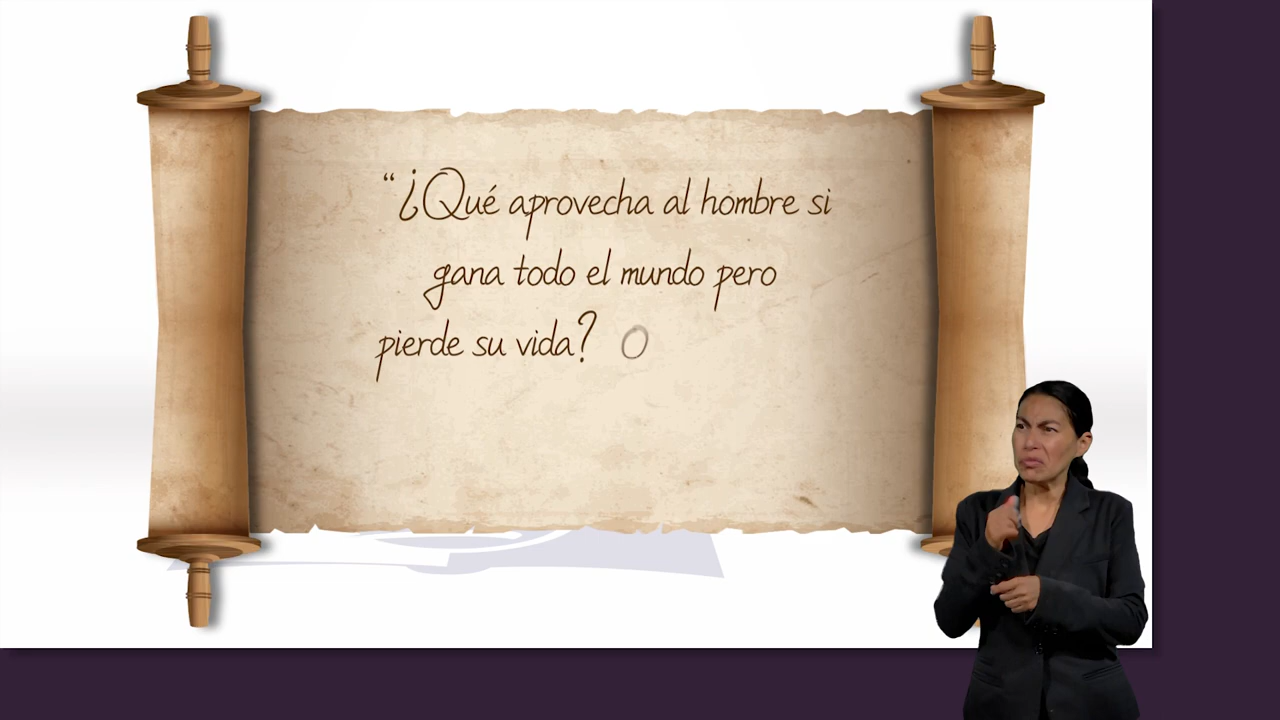 “¿Qué aprovecha al hombre si
gana todo el mundo pero
pierde su vida? O